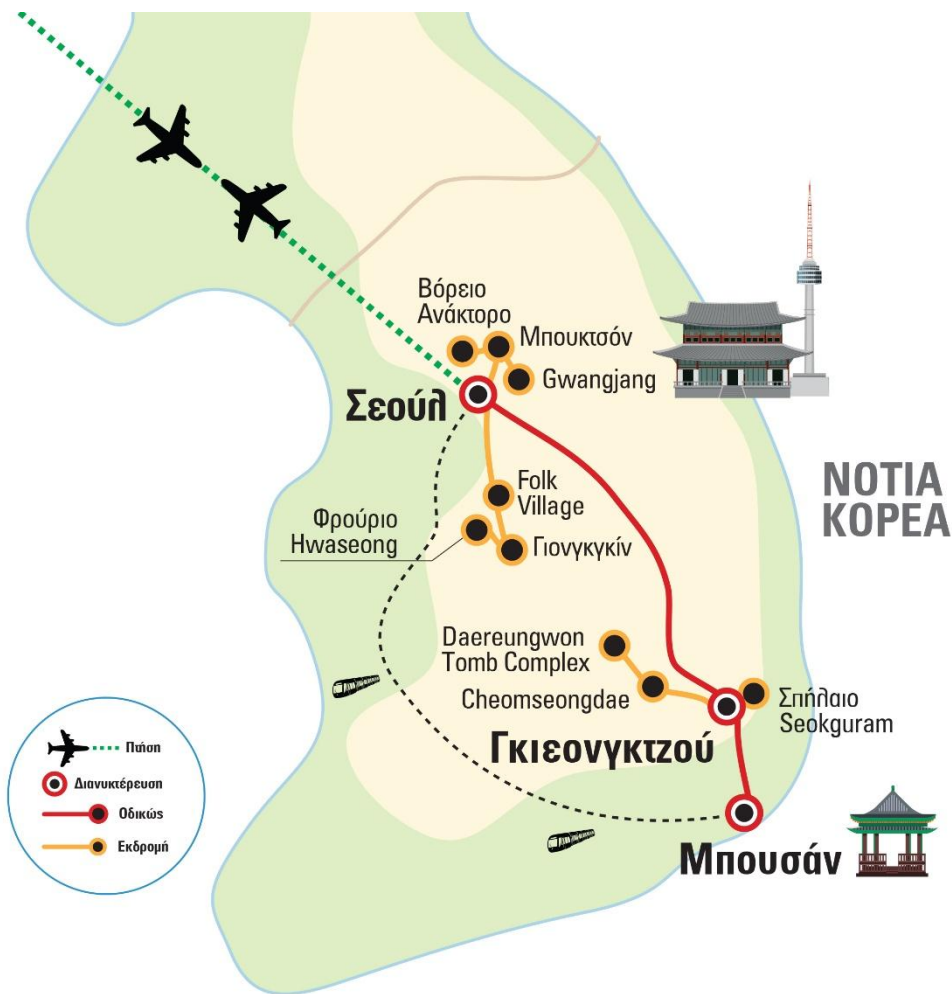 Βόρειο
Ανάκτορο
Μπουκτσόν
Gwangjang
Σεούλ
Folk
Village
Φρούριο
Hwaseong
Γιονγκγκίν
ΝΟΤΙΑ
ΚΟΡΕΑ
Daereungwon
Tomb Complex
Cheomseongdae
Σπήλαιο
Seokguram
Γκιεονγκτζού
Μπουσάν
Πτήση
Διανυκτέρευση
Οδικώς
Εκδρομή